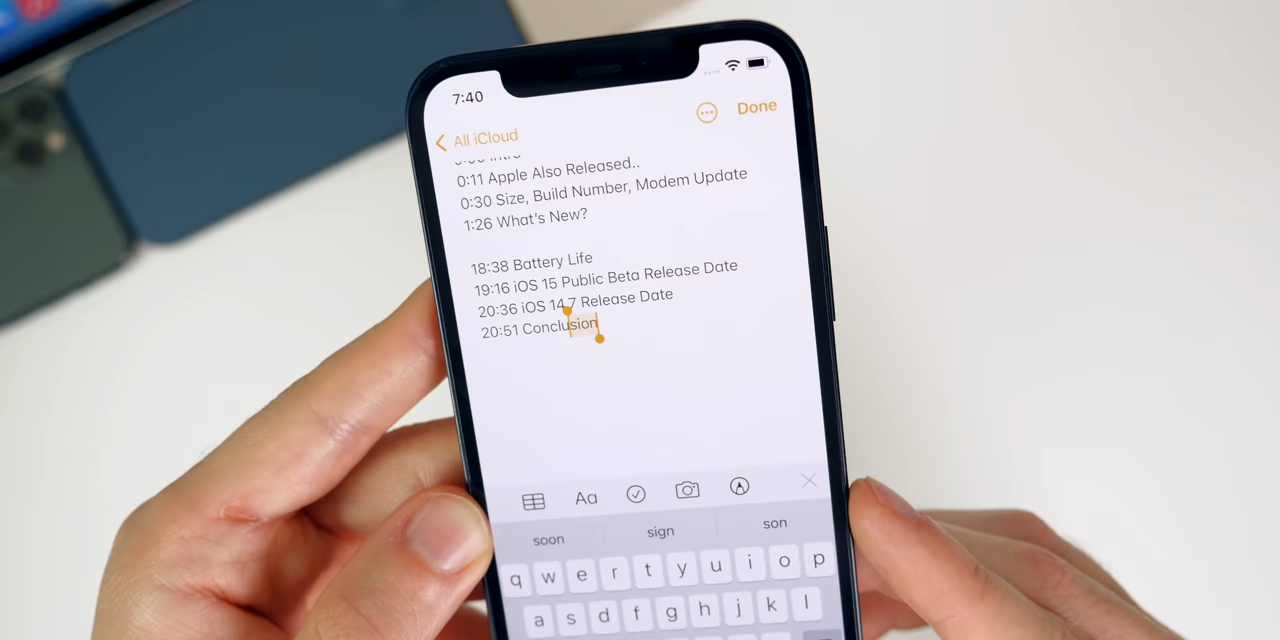 7:40
All iCloud
Done
0:11 Apple Also Released..
0:30 Size, Build Number, Modem Update
1:26 What's New?
18:38 Battery Life
19:16 iOS 15 Public Beta Release Date
20:36 iOS 14.7 Release Date
20:51 Conclusion
Aa
soon sign son
q w e r t y u i o p
a s d f g h j k l